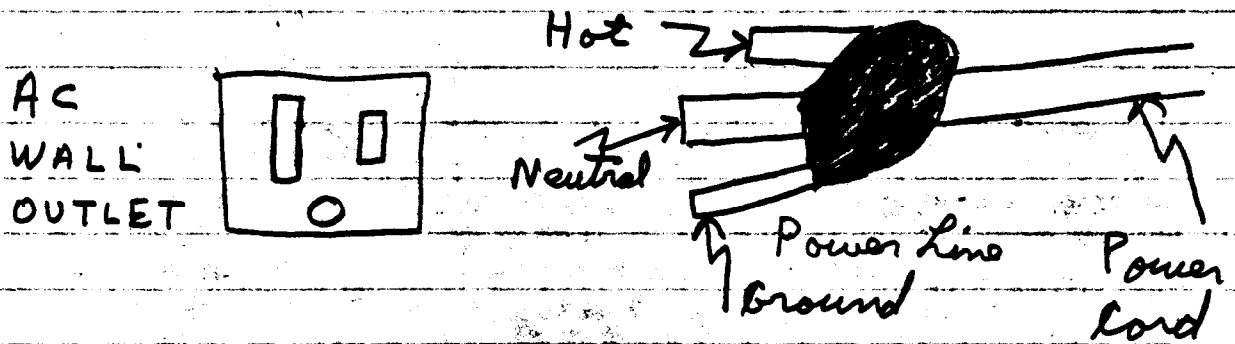 Hot
AC
WALL
OUTLET
Neutral
Power Line
Ground
Power
Cord